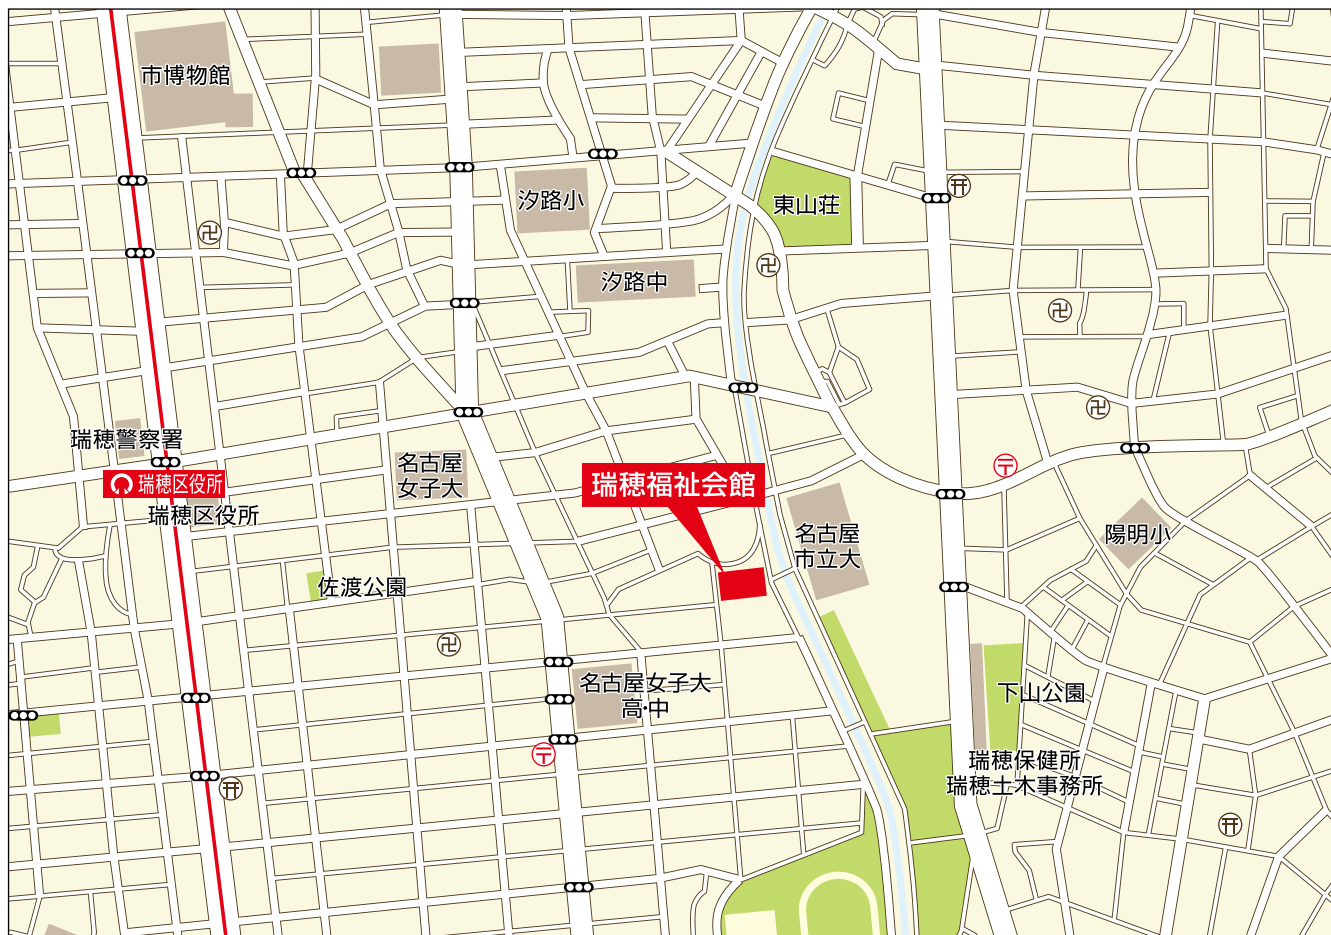 市博物館
汐路小
東山荘
汐路中
瑞穂警察署
名古屋
女子大
瑞穂福祉会館
瑞穂区役所
瑞穂区役所
名古屋
市立大
陽明小
佐渡公園
名古屋女子大
高・中
下山公園
瑞穂保健所
瑞穂土木事務所